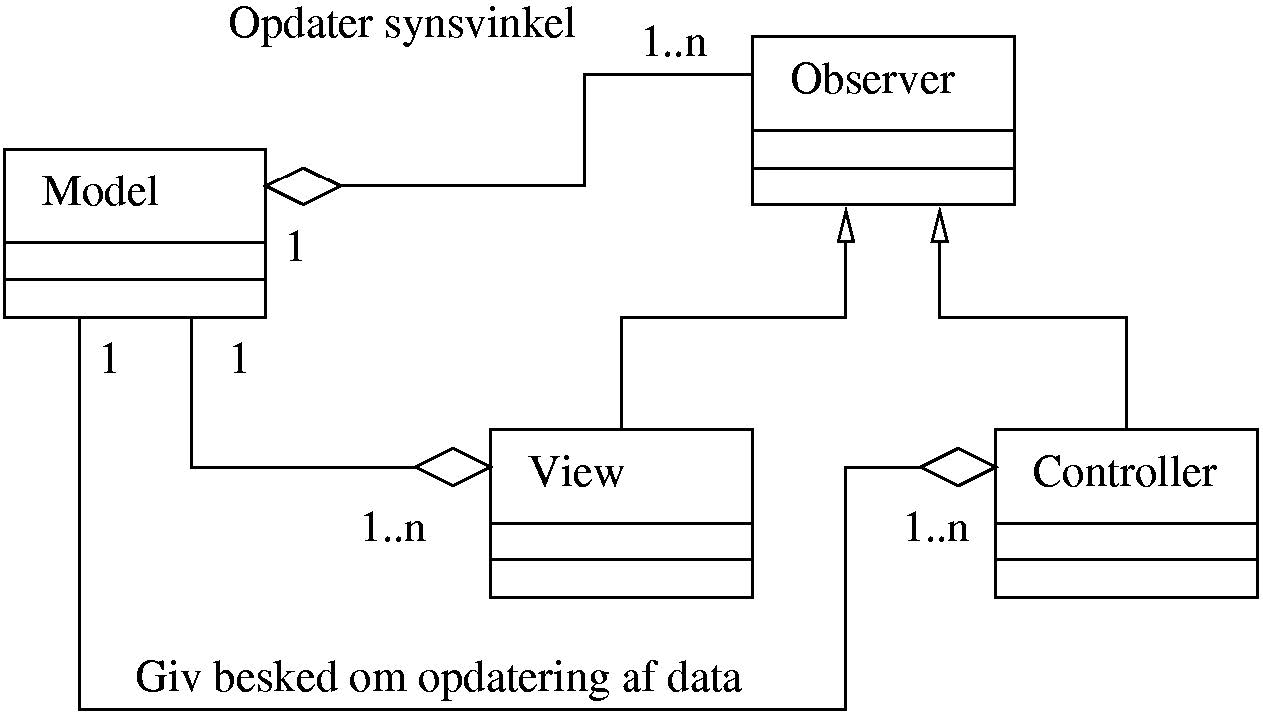 Opdater synsvinkel
1..n
Observer
Model
1
1
1
View
Controller
1..n
1..n
Giv besked om opdatering af data